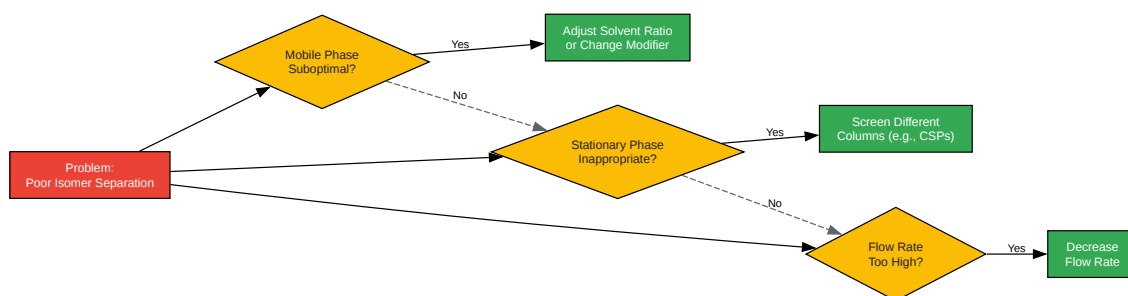 Mobile Phase
Suboptimal?
Yes
Adjust Solvent Ratio
or Change Modifier
No
Stationary Phase
Inappropriate?
Yes
Screen Different
Columns (e.g., CSPs)
Problem:
Poor Isomer Separation
No
Flow Rate
Too High?
Yes
Decrease
Flow Rate